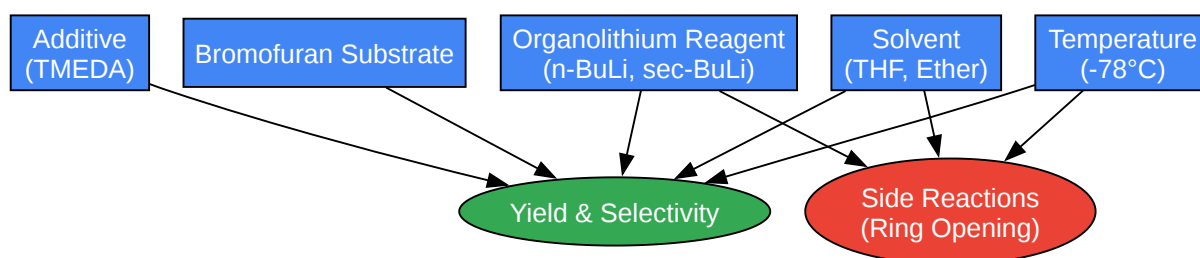 Additive
(TMEDA)
Bromofuran Substrate
Organolithium Reagent
(n-BuLi, sec-BuLi)
Solvent
(THF, Ether)
Temperature
(-78°C)
Yield & Selectivity
Side Reactions
(Ring Opening)